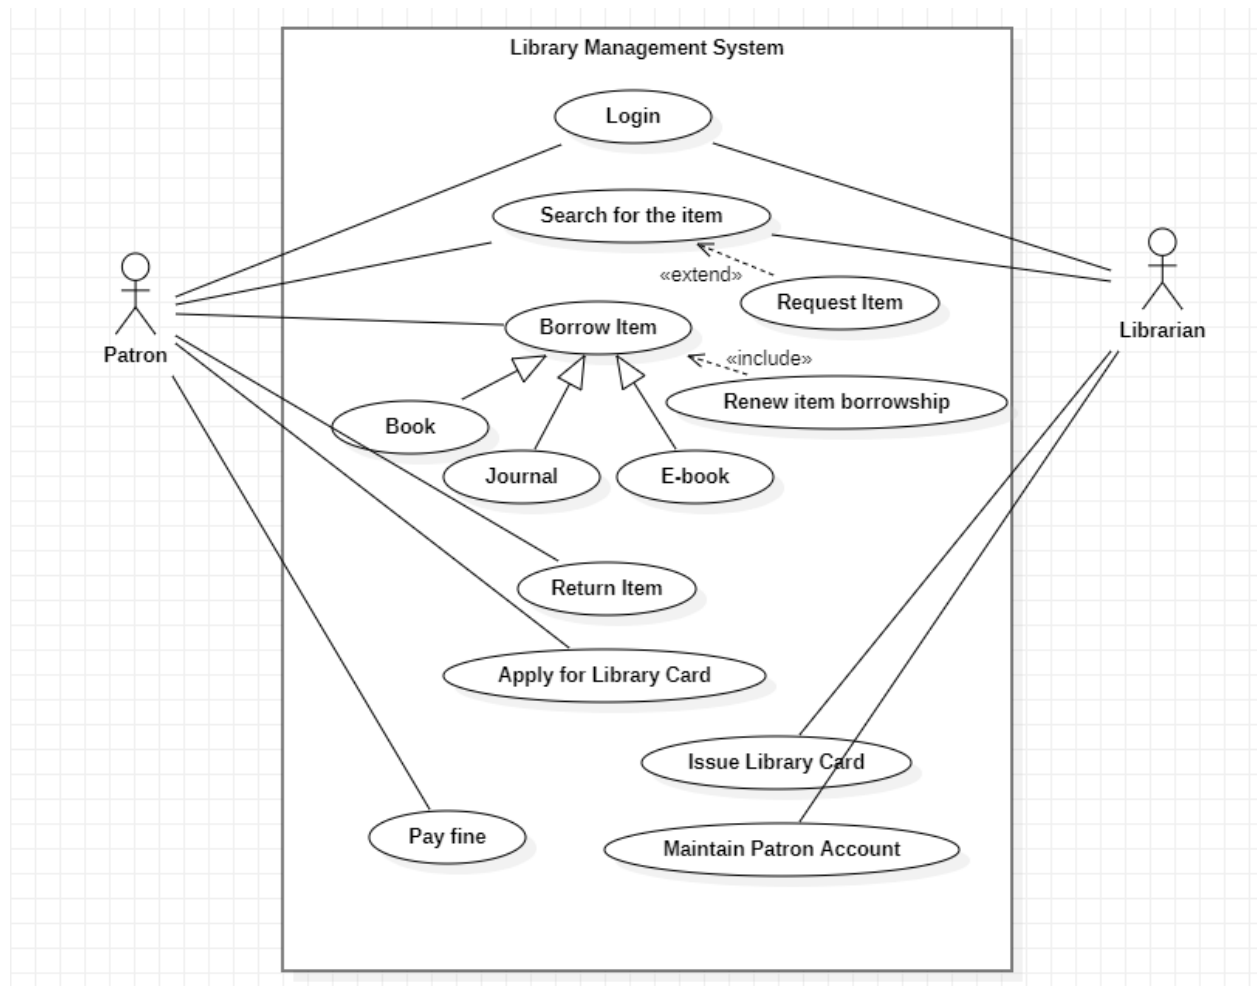 Library Management System
Login
Search for the item
«extend»
Request Item
Borrow Item
Patron
Librarian
«include»
Renew item borrowship
Book
Journal
E-book
Return Item
Apply for Library Card
Issue Library Card
Pay fine
Maintain Patron Account